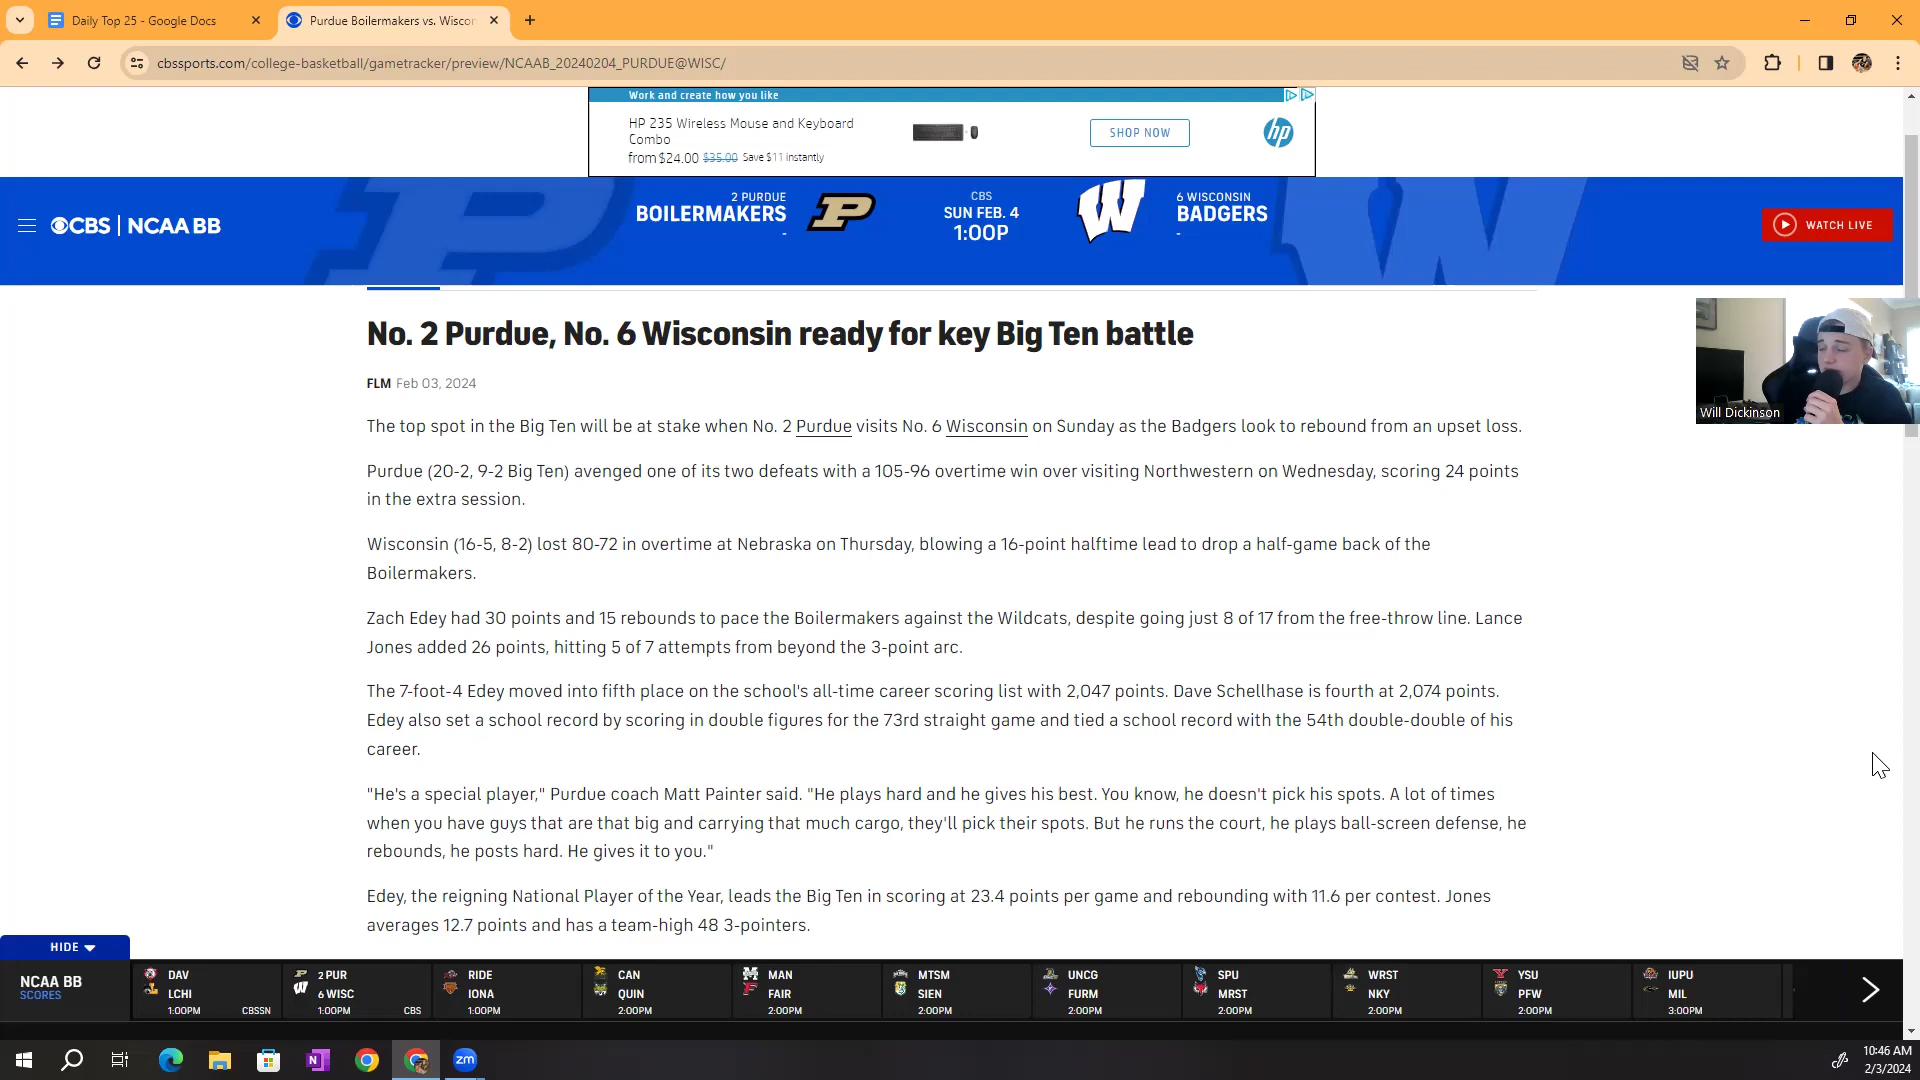 Daily Top 25 - Google Docs
Purdue Boilermakers vs. Wiscon
cbssports.com/college-basketball/gametracker/preview/NCAAB_20240204_PURDUE@WISC/
Work and create how you like
HP 235 Wireless Mouse and Keyboard
Combo
from $24.00 $35.00 Save $11 instantly
SHOP NOW
hp
CBS NCAA BB
2 PURDUE
BOILERMAKERS
-
CBS
SUN FEB. 4
1:00P
6 WISCONSIN
BADGERS
-
WATCH LIVE
No. 2 Purdue, No. 6 Wisconsin ready for key Big Ten battle
FLM Feb 03, 2024
The top spot in the Big Ten will be at stake when No. 2 Purdue visits No. 6 Wisconsin on Sunday as the Badgers look to rebound from an upset loss.
Purdue (20-2, 9-2 Big Ten) avenged one of its two defeats with a 105-96 overtime win over visiting Northwestern on Wednesday, scoring 24 points
in the extra session.
Wisconsin (16-5, 8-2) lost 80-72 in overtime at Nebraska on Thursday, blowing a 16-point halftime lead to drop a half-game back of the
Boilermakers.
Zach Edey had 30 points and 15 rebounds to pace the Boilermakers against the Wildcats, despite going just 8 of 17 from the free-throw line. Lance
Jones added 26 points, hitting 5 of 7 attempts from beyond the 3-point arc.
The 7-foot-4 Edey moved into fifth place on the school's all-time career scoring list with 2,047 points. Dave Schellhase is fourth at 2,074 points.
Edey also set a school record by scoring in double figures for the 73rd straight game and tied a school record with the 54th double-double of his
career.
"He's a special player," Purdue coach Matt Painter said. "He plays hard and he gives his best. You know, he doesn't pick his spots. A lot of times
when you have guys that are that big and carrying that much cargo, they'll pick their spots. But he runs the court, he plays ball-screen defense, he
rebounds, he posts hard. He gives it to you."
Edey, the reigning National Player of the Year, leads the Big Ten in scoring at 23.4 points per game and rebounding with 11.6 per contest. Jones
averages 12.7 points and has a team-high 48 3-pointers.
Will Dickinson
HIDE
NCAA BB
SCORES
DAV
LCHI
1:00PM CBSSN
2 PUR
6 WISC
1:00PM CBS
RIDE
IONA
1:00PM
CAN
QUIN
2:00PM
MAN
FAIR
2:00PM
MTSM
SIEN
2:00PM
UNCG
FURM
2:00PM
SPU
MRST
2:00PM
WRST
NKY
2:00PM
YSU
PFW
2:00PM
IUPU
MIL
3:00PM
zm
10:46 AM
2/3/2024